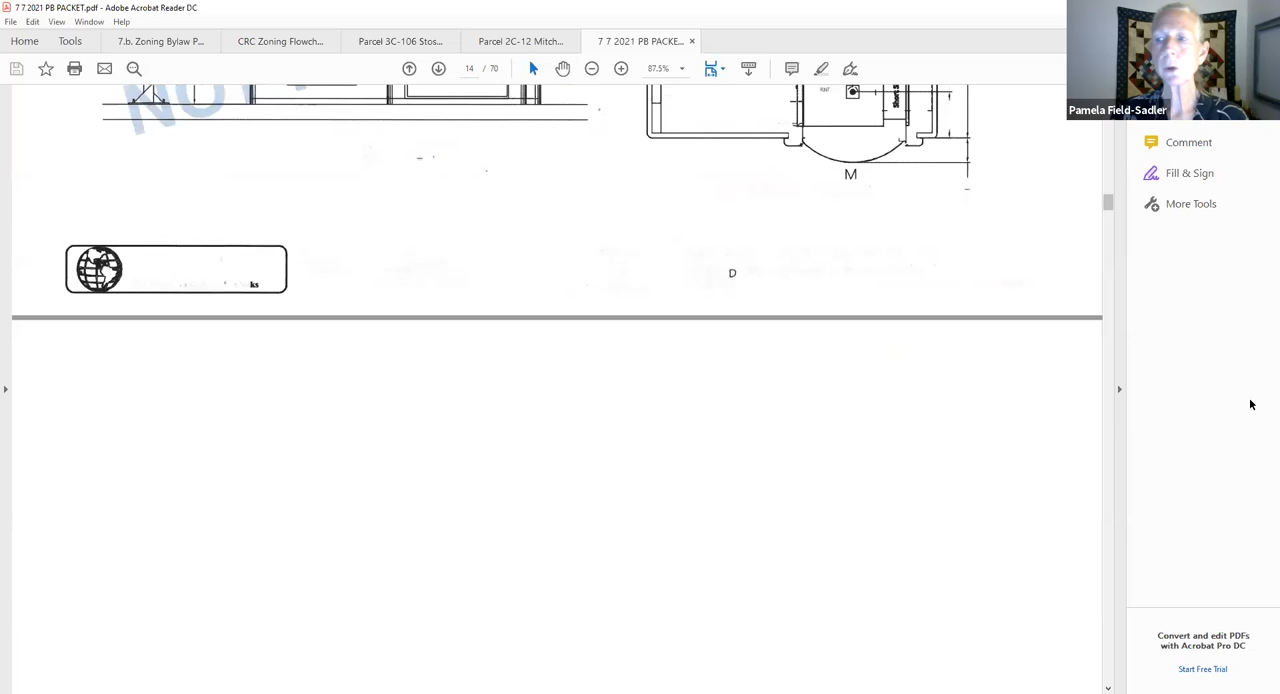 7 7 2021 PB PACKET.pdf - Adobe Acrobat Reader DC
File Edit View Window Help
Home Tools 7.b. Zoning Bylaw P... CRC Zoning Flowch... Parcel 3C-106 Stos... Parcel 2C-12 Mitch... 7 7 2021 PB PACKE... ×
14 / 70 87.5%
Pamela Field-Sadler
Comment
Fill & Sign
More Tools
M
D
ks
Convert and edit PDFs
with Acrobat Pro DC
Start Free Trial